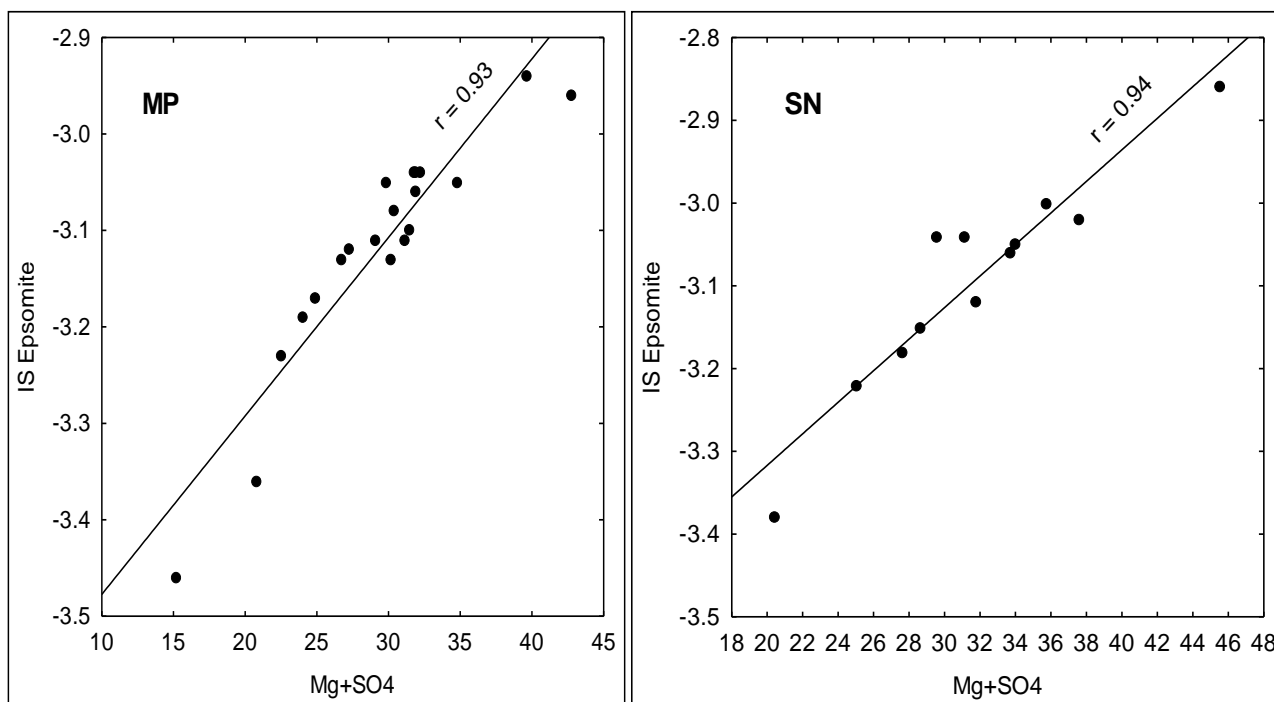 MP
r = 0.93
IS Epsomite
-2.9
-3.0
-3.1
-3.2
-3.3
-3.4
-3.5
10 15 20 25 30 35 40 45
Mg+SO4
SN
r = 0.94
IS Epsomite
-2.8
-2.9
-3.0
-3.1
-3.2
-3.3
-3.4
-3.5
18 20 22 24 26 28 30 32 34 36 38 40 42 44 46 48
Mg+SO4